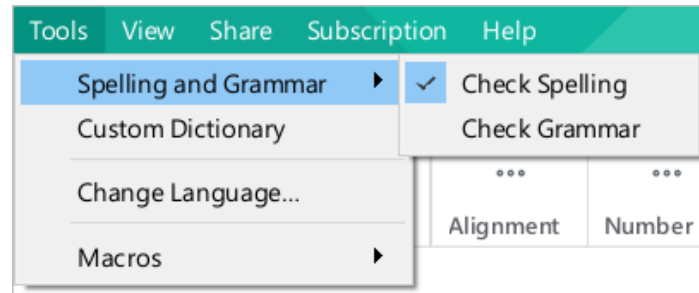 Tools View Share Subscription Help
Spelling and Grammar
Check Spelling
Custom Dictionary
Check Grammar
Change Language...
Alignment Number
Macros